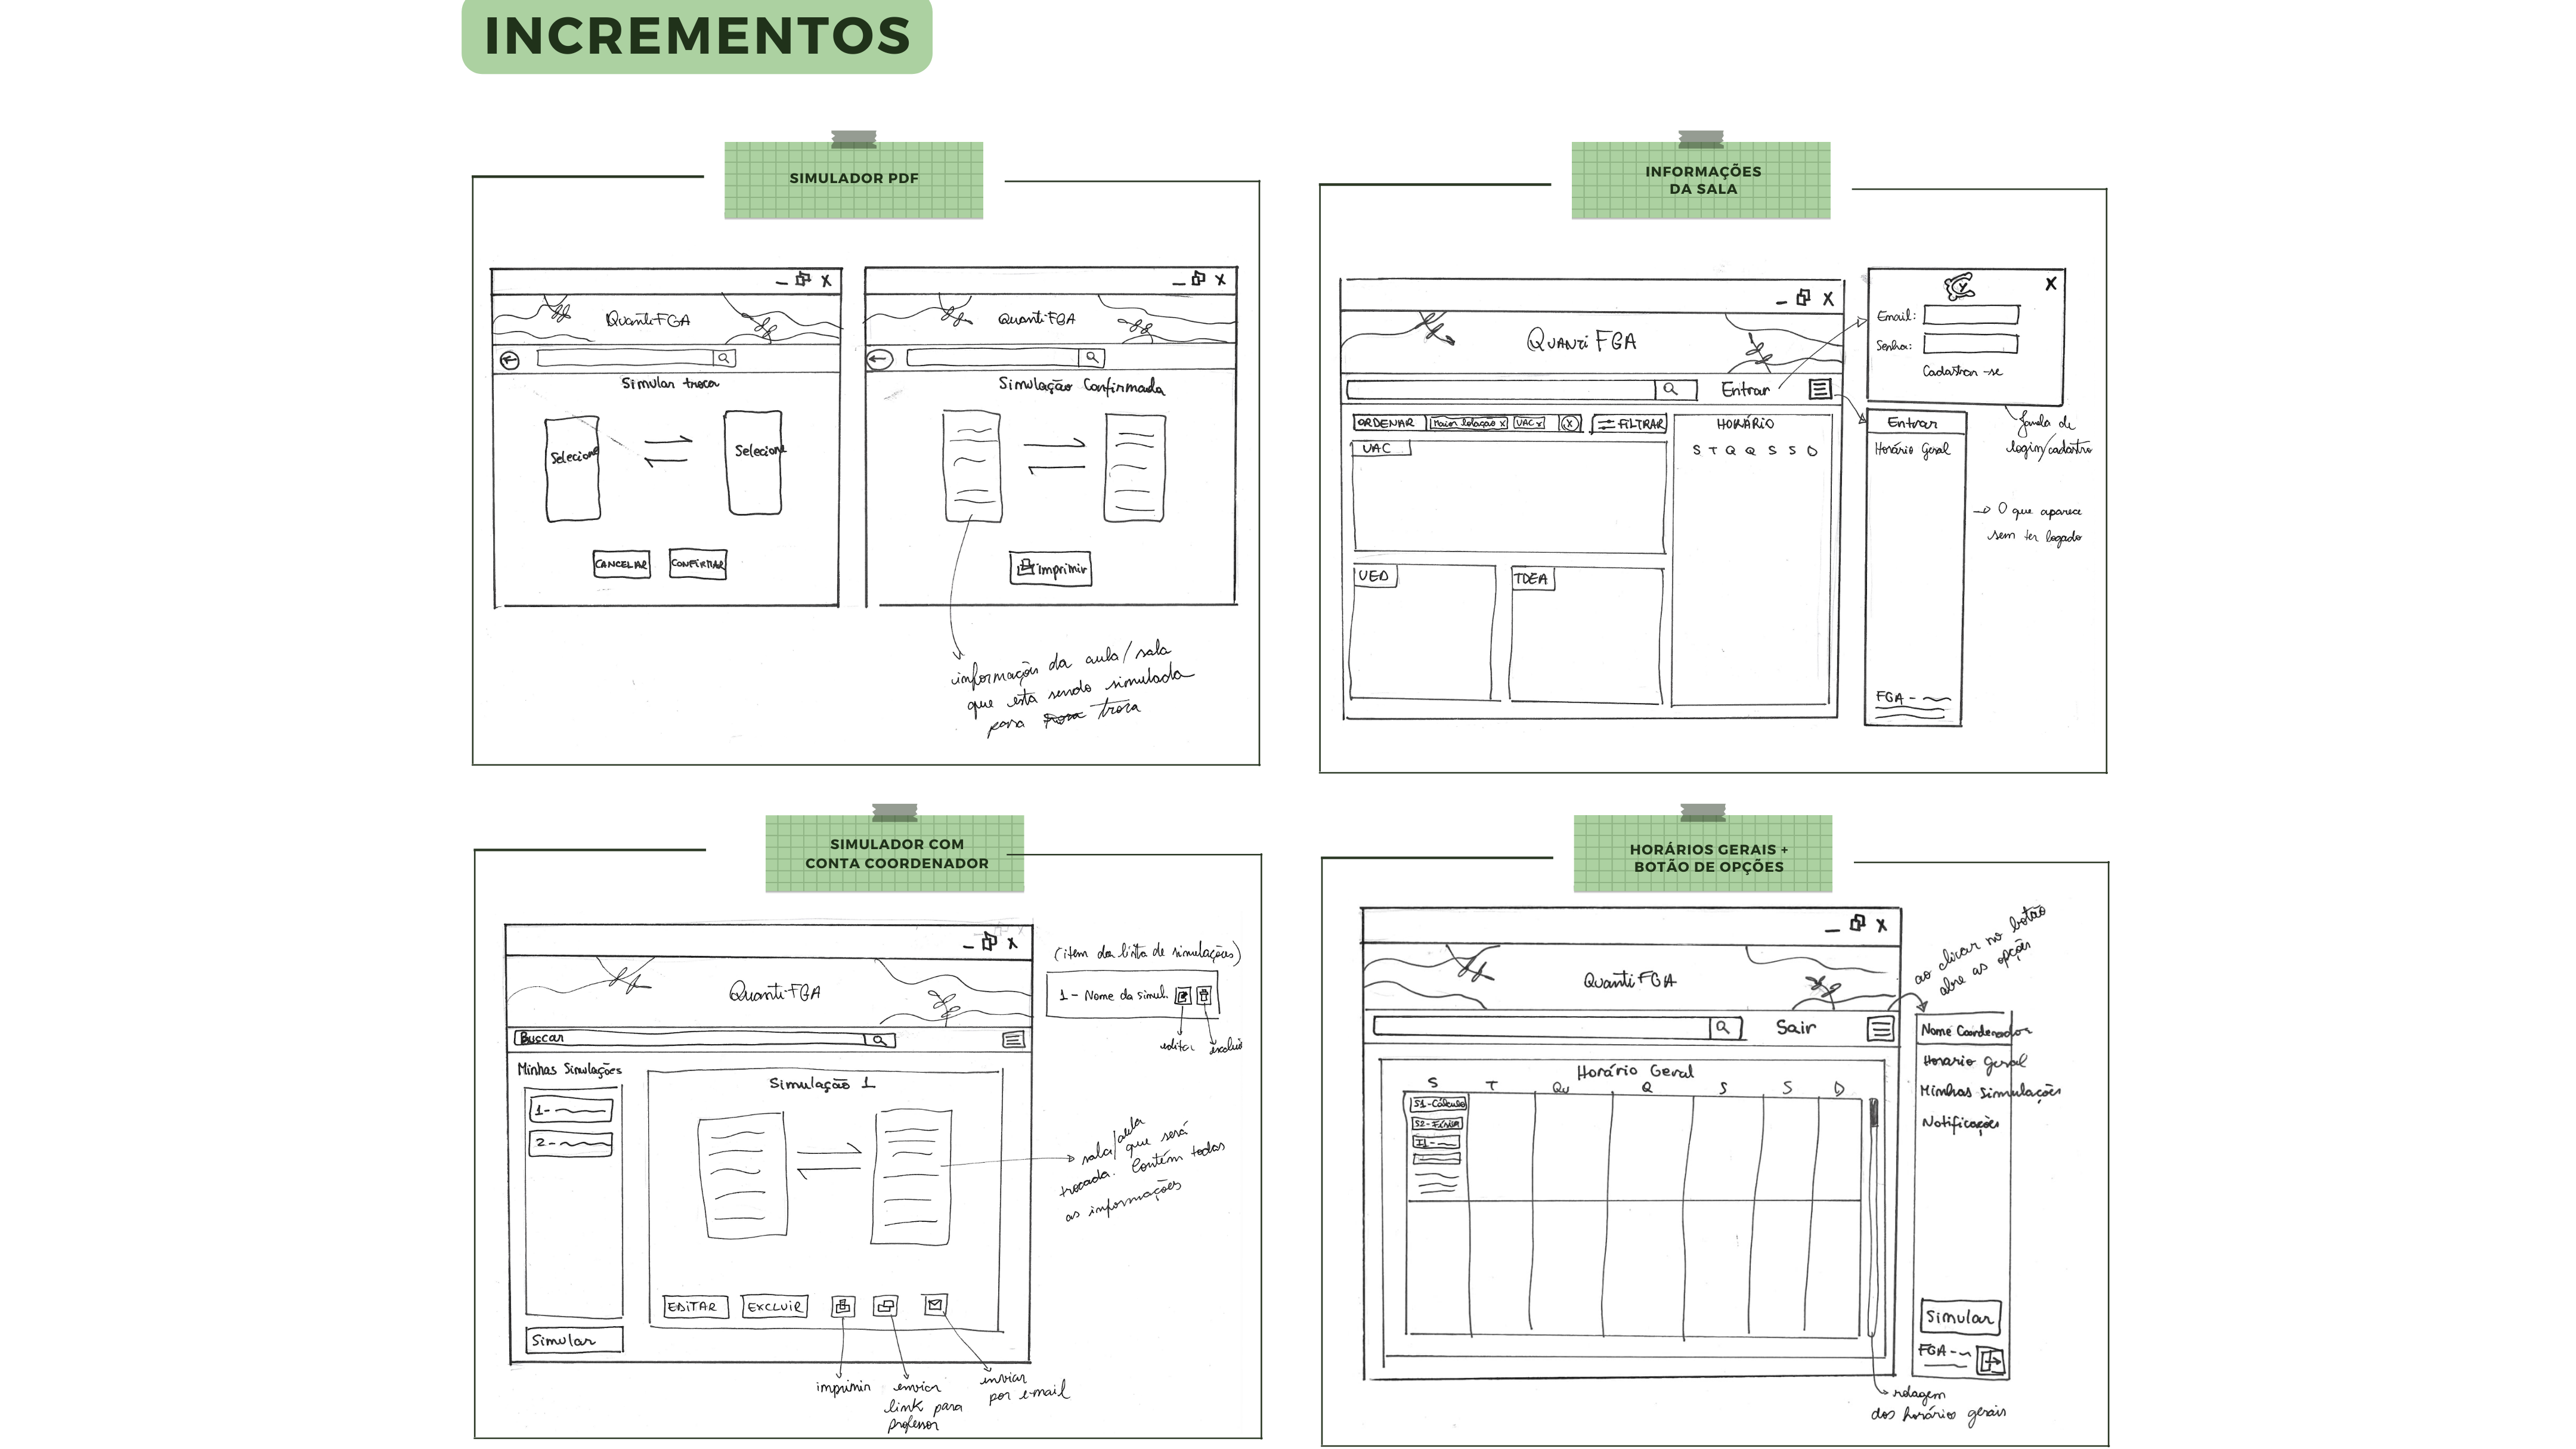 INCREMENTOS
SIMULADOR PDF
QuantiFGA
Simular troca
Selecione
Selecione
CANCELAR
CONFIRMAR
QuantiFGA
Simulação Confirmada
imprimir
informações da aula/sala
que esta sendo simulada
para troca
INFORMAÇÕES
DA SALA
QUANTI FGA
Entrar
ORDENAR
Maior lotação x
UAC x
FILTRAR
HORÁRIO
S T Q Q S S D
UAC
UED
TDEA
Email:
Senha:
Cadastrar-se
Janela de
login/cadastro
Entrar
Horário Geral
O que aparece
sem ter logado
FGA -
SIMULADOR COM
CONTA COORDENADOR
QuantiFGA
Buscar
Minhas Simulações
1-
2-
Simular
Simulação 1
EDITAR
EXCLUIR
imprimir
enviar
link para
professor
enviar
por e-mail
(item da lista de simulações)
1- Nome da simul.
editar
excluir
sala/aula
que será
trocada. Contém todas
as informações
HORÁRIOS GERAIS +
BOTÃO DE OPÇÕES
QuantiFGA
Sair
Horário Geral
S T Qu Q S S D
S1-Cálculo
S2-Física
I1-
ao clicar no botão
abre as opções
Nome Coordenador
Horario Geral
Minhas Simulações
Notificações
Simular
FGA -
rolagem
dos horários gerais